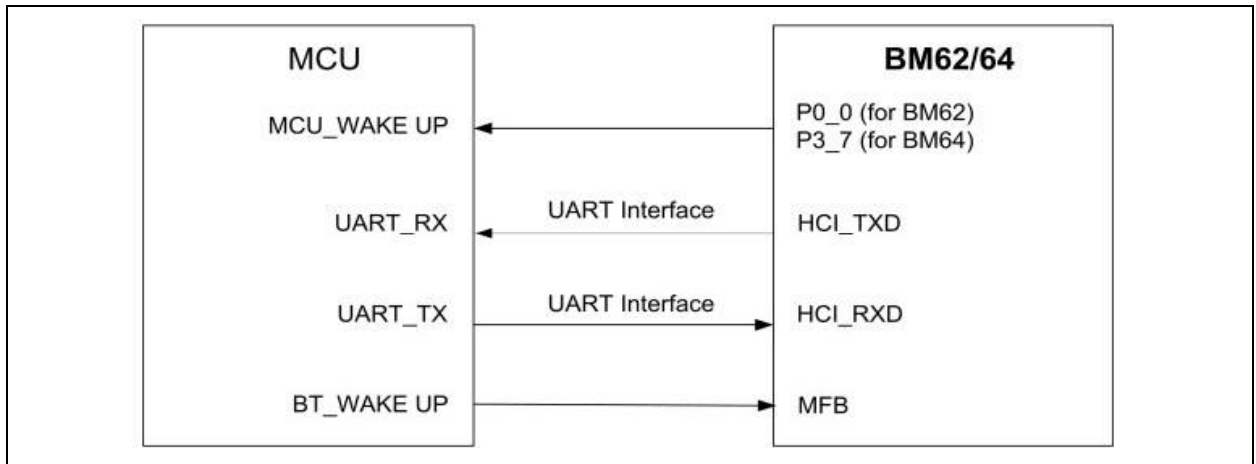 MCU
BM62/64
MCU_WAKE UP
P0_0 (for BM62)
P3_7 (for BM64)
UART_RX
UART Interface
HCI_TXD
UART_TX
UART Interface
HCI_RXD
BT_WAKE UP
MFB